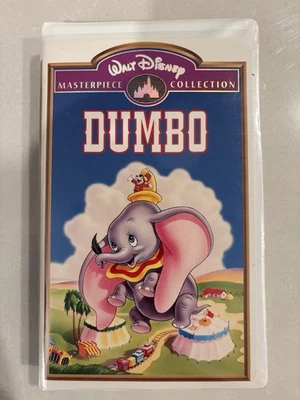 WALT DISNEY
MASTERPIECE COLLECTION
DUMBO